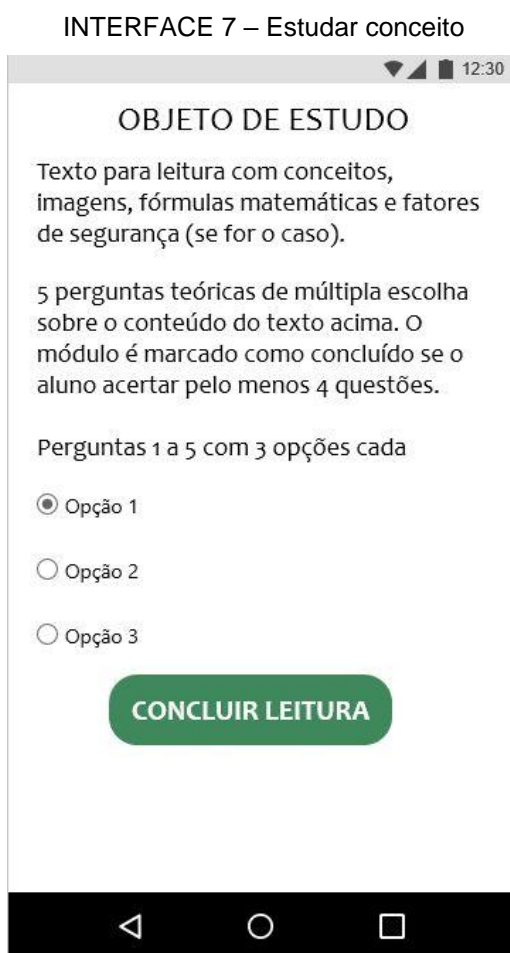 INTERFACE 7 – Estudar conceito
12:30
OBJETO DE ESTUDO
Texto para leitura com conceitos,
imagens, fórmulas matemáticas e fatores
de segurança (se for o caso).
5 perguntas teóricas de múltipla escolha
sobre o conteúdo do texto acima. O
módulo é marcado como concluído se o
aluno acertar pelo menos 4 questões.
Perguntas 1 a 5 com 3 opções cada
Opção 1
Opção 2
Opção 3
CONCLUIR LEITURA